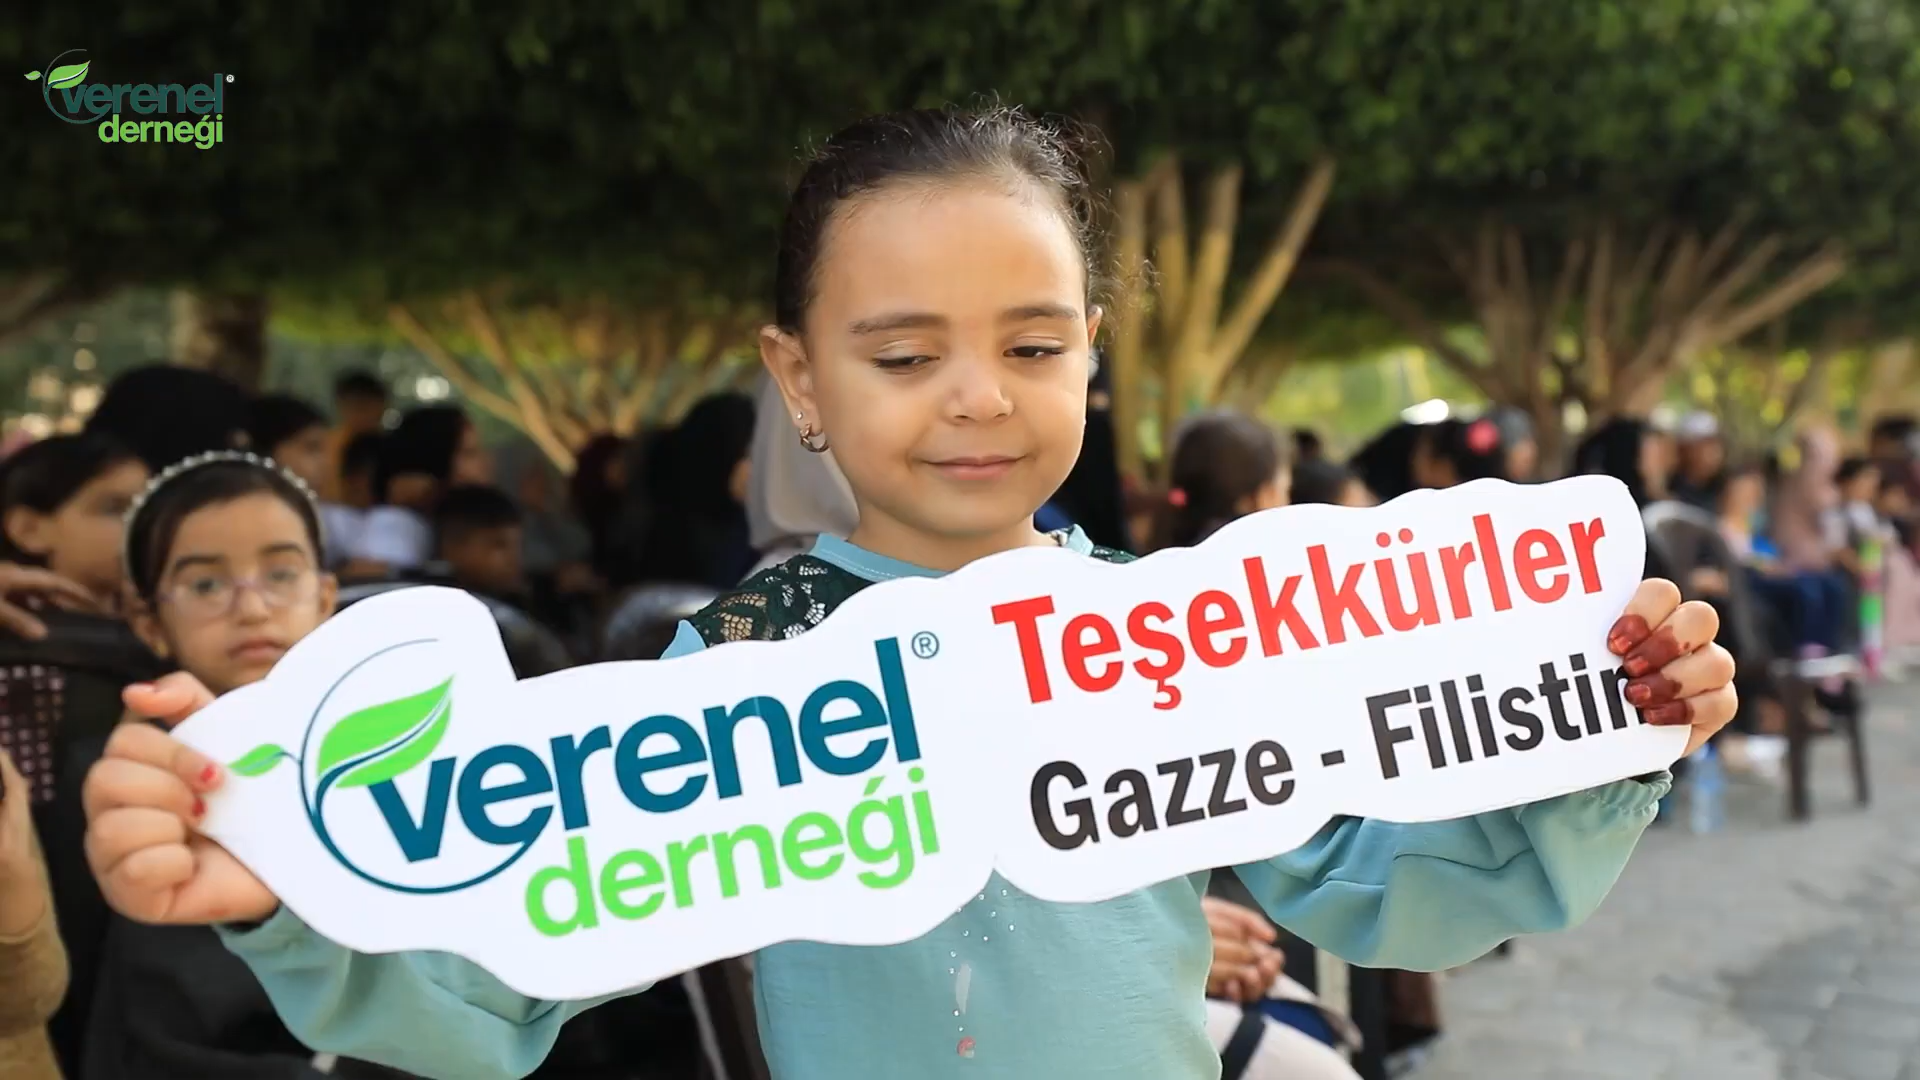 verenel®
derneği
verenel®
derneği
Teşekkürler
Gazze - Filistin